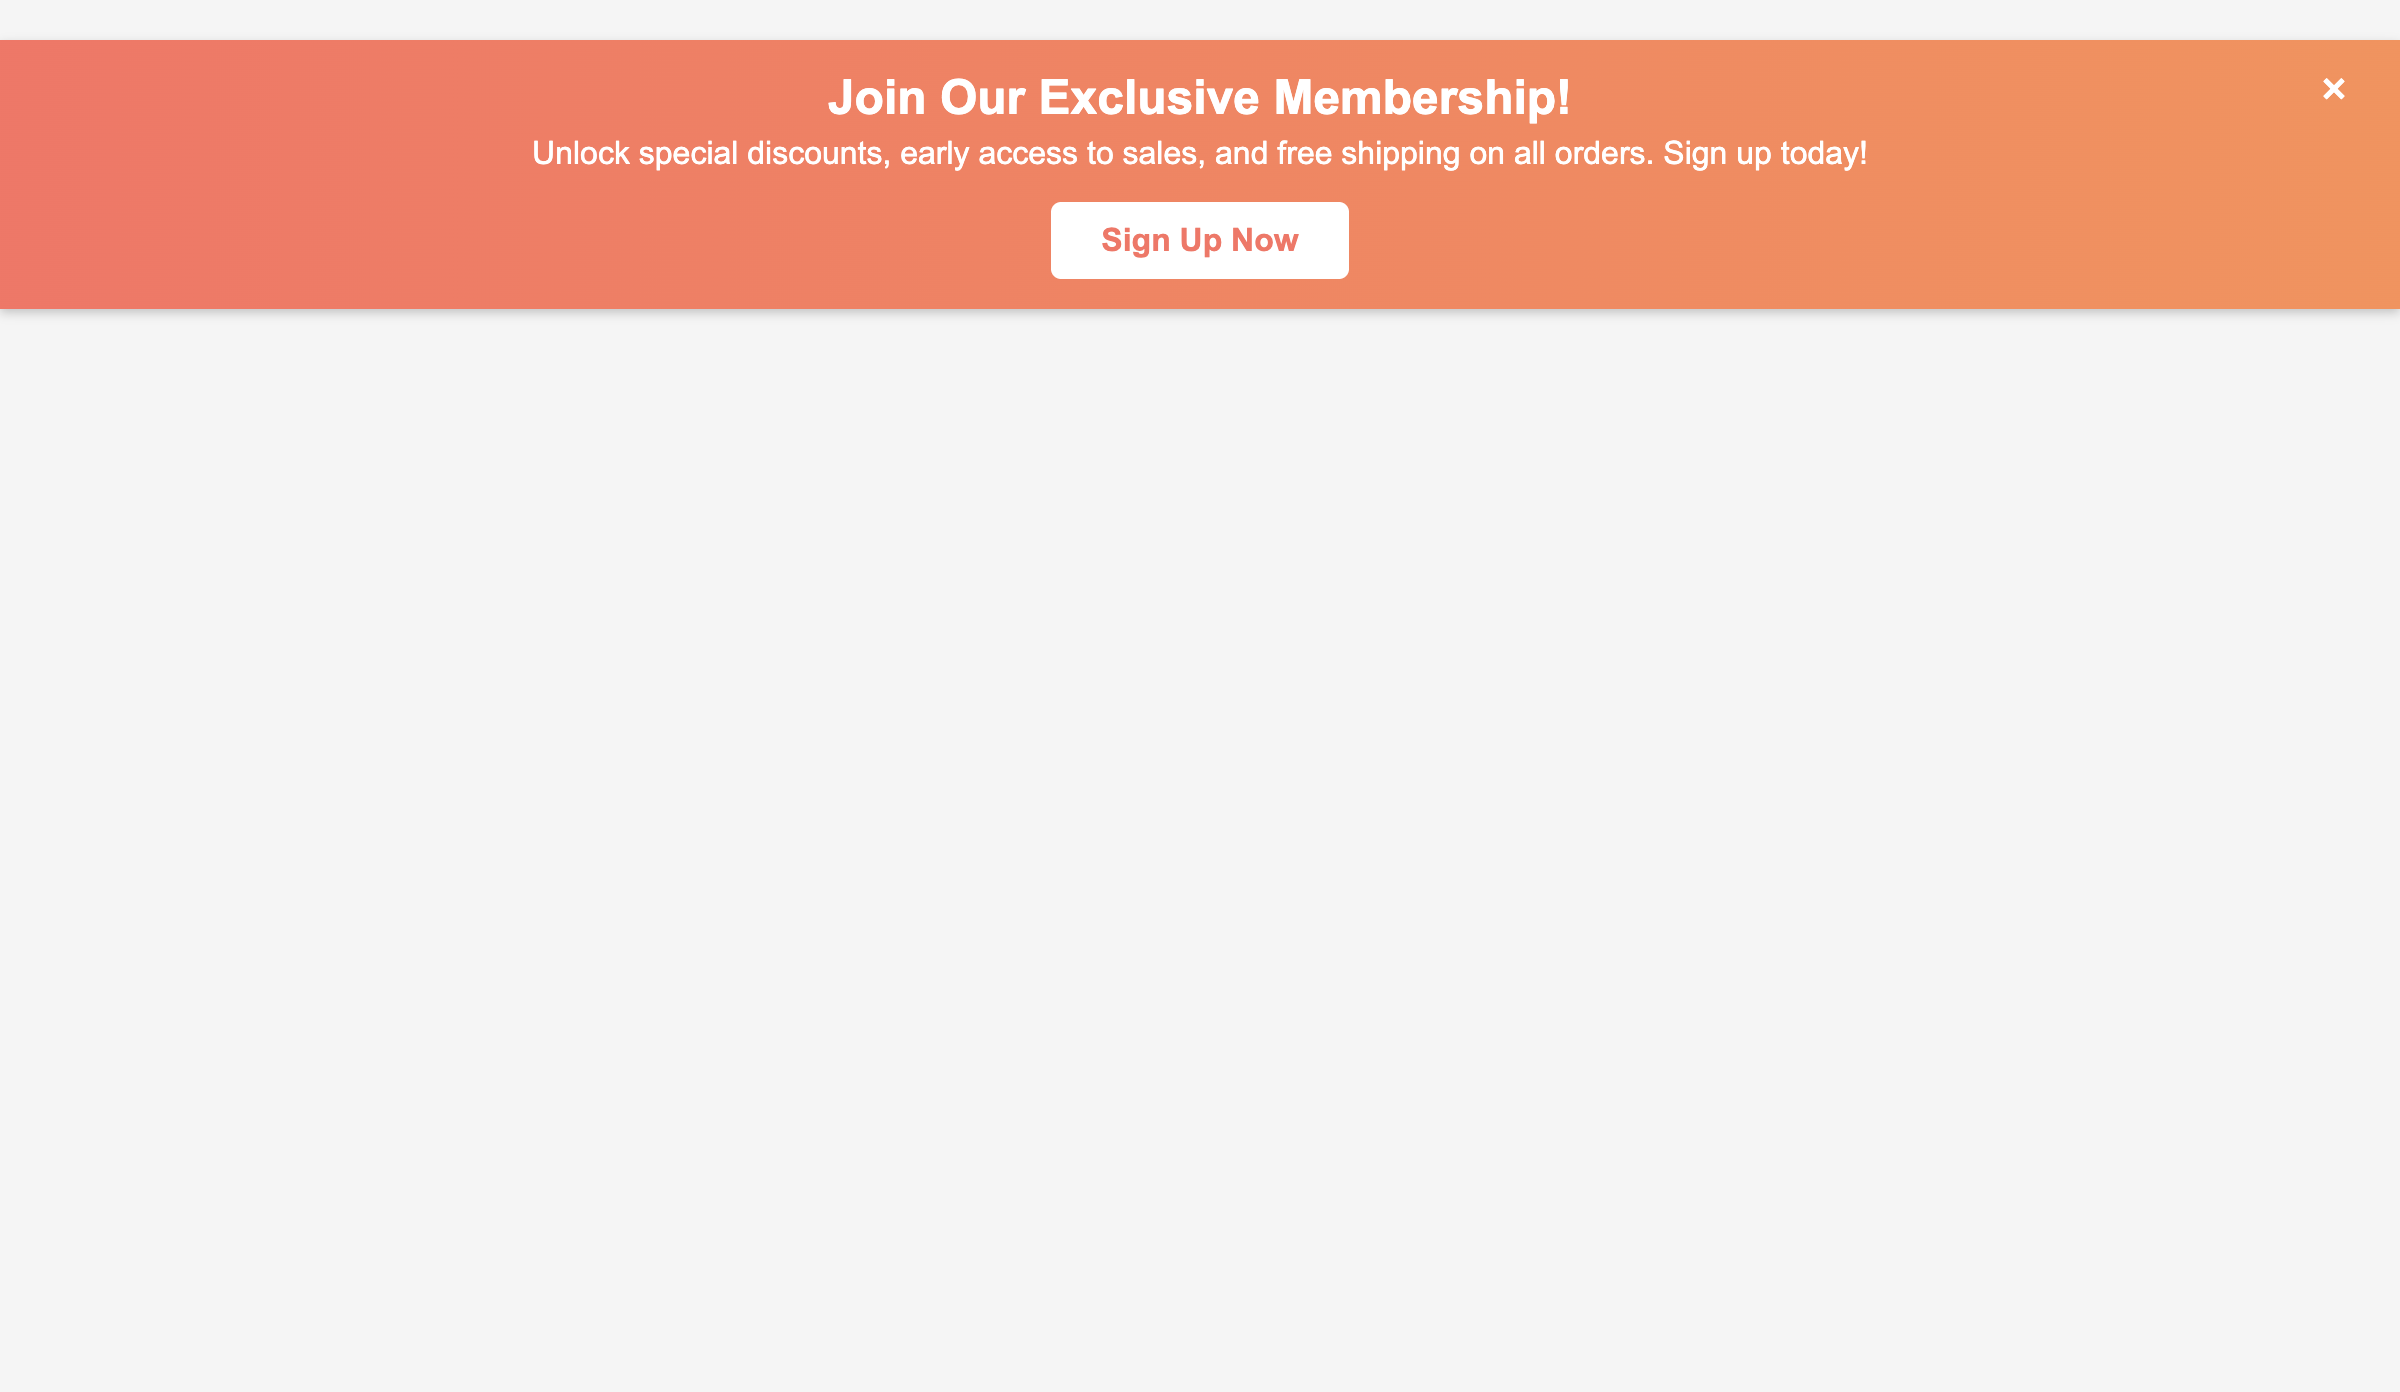 Join Our Exclusive Membership!
×
Unlock special discounts, early access to sales, and free shipping on all orders. Sign up today!
Sign Up Now